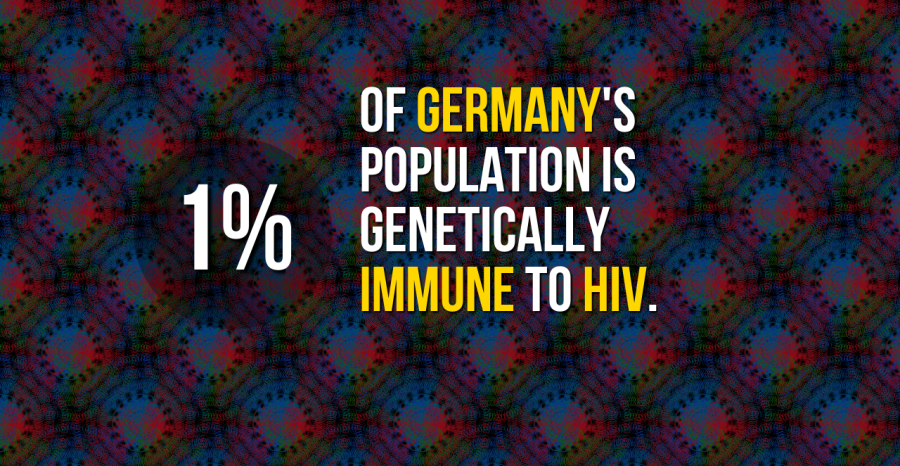 1%
OF GERMANY'S
POPULATION IS
GENETICALLY
IMMUNE TO HIV.